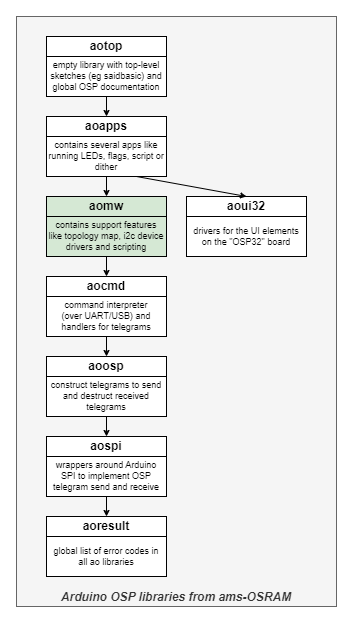 aotop
empty library with top-level
sketches (eg saidbasic) and
global OSP documentation
aoapps
contains several apps like
running LEDs, flags, script or
dither
aomw
contains support features
like topology map, i2c device
drivers and scripting
aoui32
drivers for the UI elements
on the "OSP32" board
aocmd
command interpreter
(over UART/USB) and
handlers for telegrams
aoosp
construct telegrams to send
and destruct received
telegrams
aospi
wrappers around Arduino
SPI to implement OSP
telegram send and receive
aoresult
global list of error codes in
all ao libraries
Arduino OSP libraries from ams-OSRAM